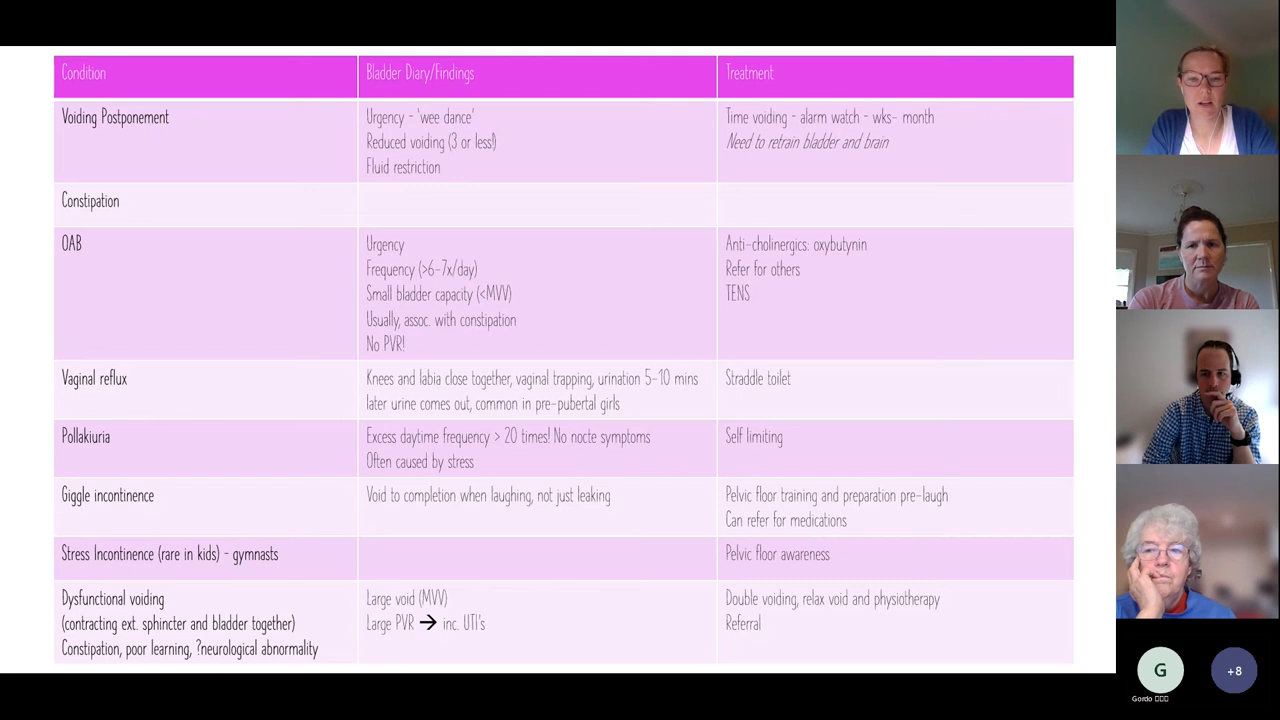 Condition
Bladder Diary/Findings
Treatment
Voiding Postponement
Urgency - 'wee dance'
Reduced voiding (3 or less!)
Fluid restriction
Time voiding - alarm watch - wks- month
Need to retrain bladder and brain
Constipation
OAB
Urgency
Frequency (>6-7x/day)
Small bladder capacity (<MVV)
Usually, assoc. with constipation
No PVR!
Anti-cholinergics: oxybutynin
Refer for others
TENS
Vaginal reflux
Knees and labia close together, vaginal trapping, urination 5-10 mins
later urine comes out, common in pre-pubertal girls
Straddle toilet
Pollakiuria
Excess daytime frequency > 20 times! No nocte symptoms
Often caused by stress
Self limiting
Giggle incontinence
Void to completion when laughing, not just leaking
Pelvic floor training and preparation pre-laugh
Can refer for medications
Stress Incontinence (rare in kids) - gymnasts
Pelvic floor awareness
Dysfunctional voiding
(contracting ext. sphincter and bladder together)
Constipation, poor learning, ?neurological abnormality
Large void (MVV)
Large PVR → inc. UTI's
Double voiding, relax void and physiotherapy
Referral
G
+8
Gordo